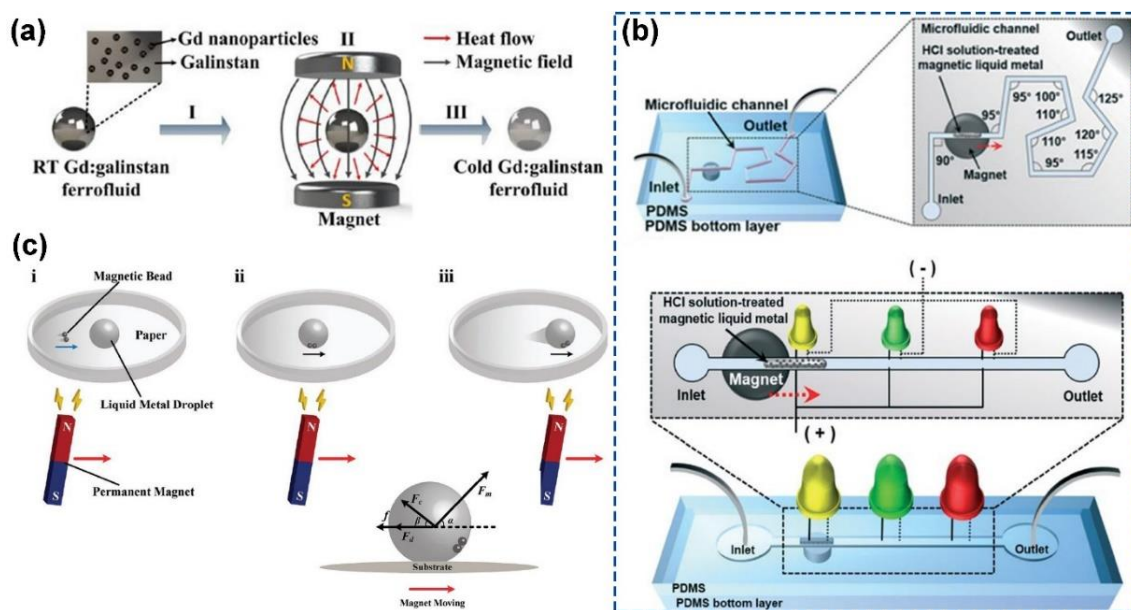 (a)
Gd nanoparticles
Galinstan
I
RT Gd:galinstan
ferrofluid
II
N
S
Magnet
Heat flow
Magnetic field
III
Cold Gd:galinstan
ferrofluid
(b)
Microfluidic channel
Outlet
Inlet
PDMS
PDMS bottom layer
Microfluidic channel
HCl solution-treated
magnetic liquid metal
Outlet
95°
95°
100°
110°
125°
90°
110°
120°
95°
115°
Magnet
Inlet
( - )
HCl solution-treated
magnetic liquid metal
Magnet
Inlet
Outlet
( + )
Inlet
Outlet
PDMS
PDMS bottom layer
(c)
i
Magnetic Bead
Paper
Liquid Metal Droplet
N
S
Permanent Magnet
ii
N
S
iii
N
S
Fm
Fc
f
β
α
Fd
Substrate
Magnet Moving